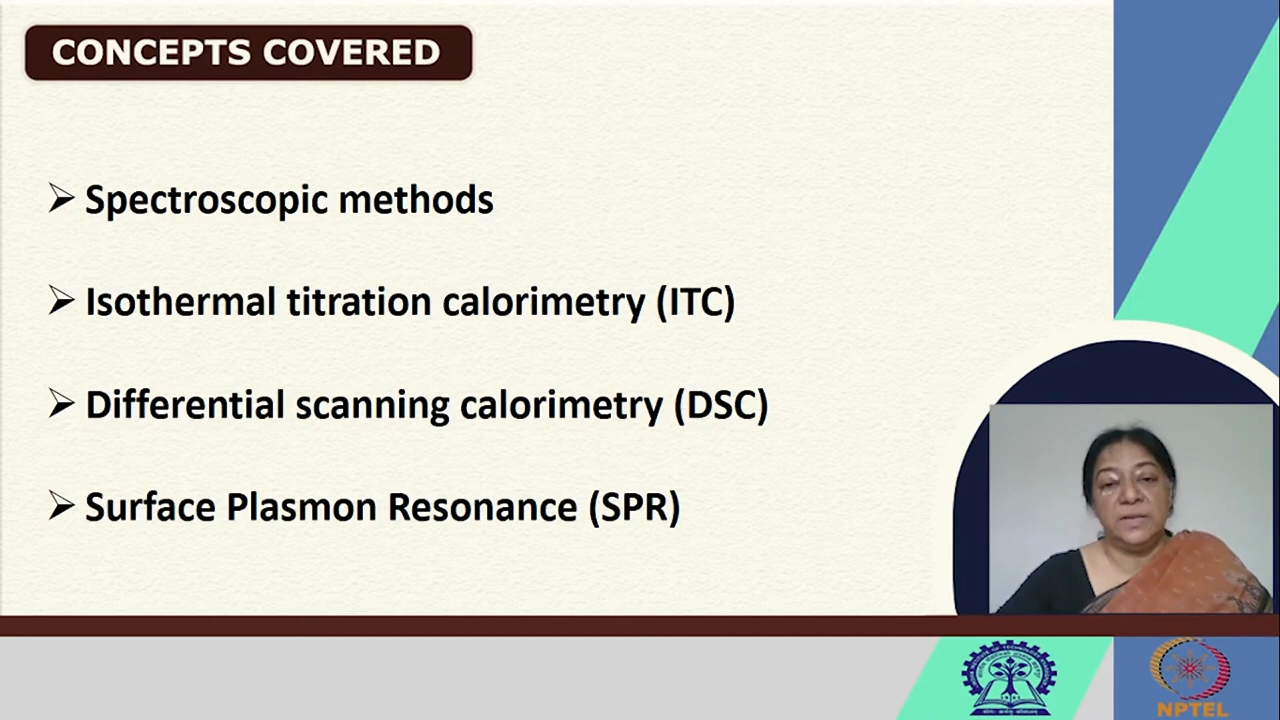 CONCEPTS COVERED
➢ Spectroscopic methods
➢ Isothermal titration calorimetry (ITC)
➢ Differential scanning calorimetry (DSC)
➢ Surface Plasmon Resonance (SPR)
NPTEL